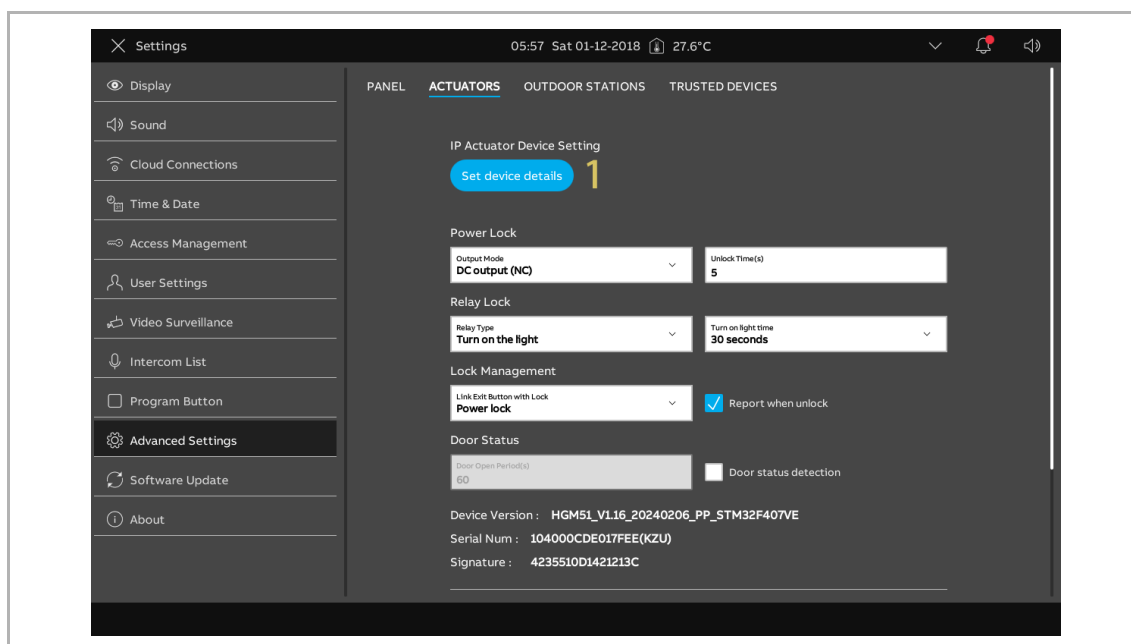 Settings
05:57 Sat 01-12-2018 27.6°C
Display
Sound
Cloud Connections
Time & Date
Access Management
User Settings
Video Surveillance
Intercom List
Program Button
Advanced Settings
Software Update
About
PANEL ACTUATORS OUTDOOR STATIONS TRUSTED DEVICES
IP Actuator Device Setting
Set device details 1
Power Lock
Output Mode
DC output (NC)
Unlock Time(s)
5
Relay Lock
Relay Type
Turn on the light
Turn on light time
30 seconds
Lock Management
Link Exit Button with Lock
Power lock
Report when unlock
Door Status
Door Open Period(s)
60
Door status detection
Device Version : HGM51_V1.16_20240206_PP_STM32F407VE
Serial Num : 104000CDE017FEE(KZU)
Signature : 4235510D1421213C